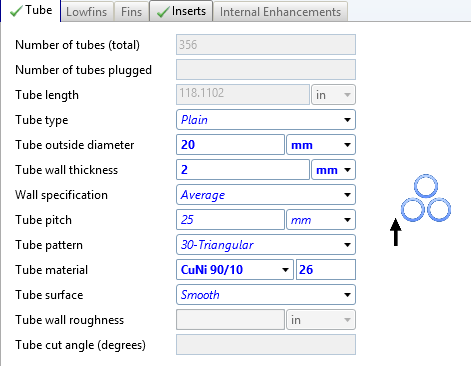 Tube Lowfins Fins Inserts Internal Enhancements
Number of tubes (total) 356
Number of tubes plugged
Tube length 118,1102 in
Tube type Plain
Tube outside diameter 20 mm
Tube wall thickness 2 mm
Wall specification Average
Tube pitch 25 mm
Tube pattern 30-Triangular
Tube material CuNi 90/10 26
Tube surface Smooth
Tube wall roughness in
Tube cut angle (degrees)